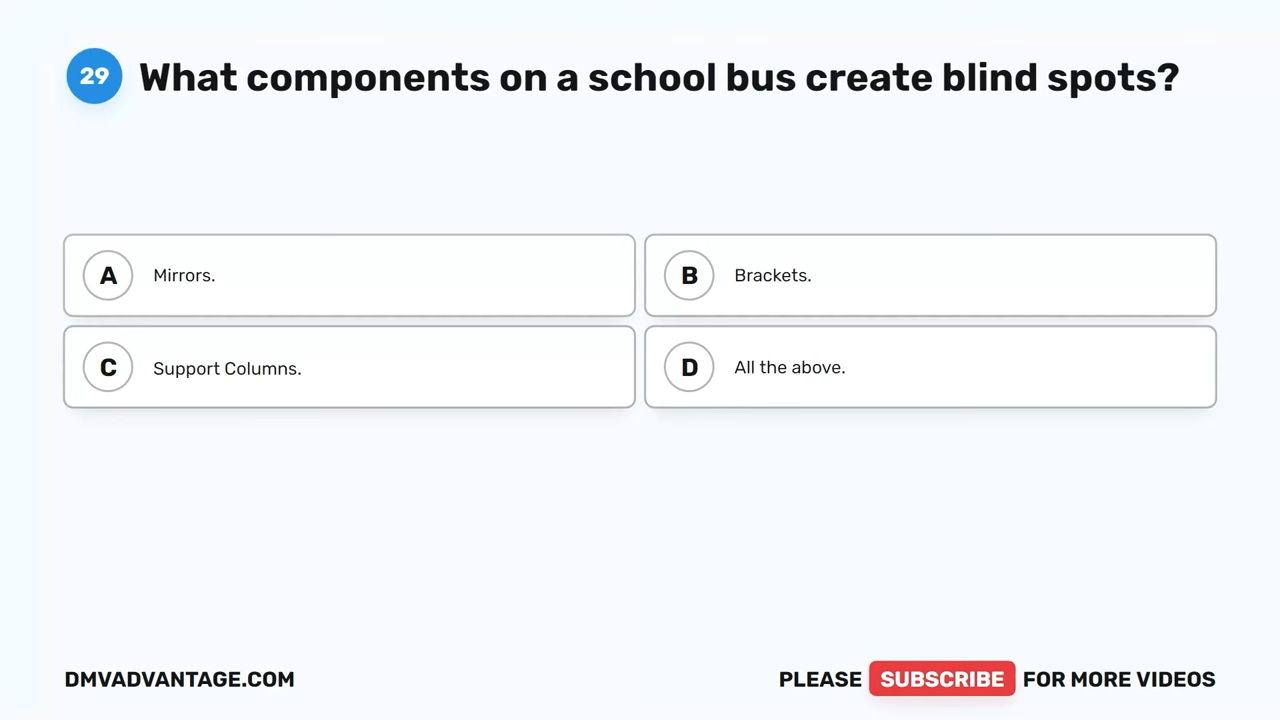 29 What components on a school bus create blind spots?
A Mirrors.
B Brackets.
C Support Columns.
D All the above.
DMVADVANTAGE.COM
PLEASE SUBSCRIBE FOR MORE VIDEOS